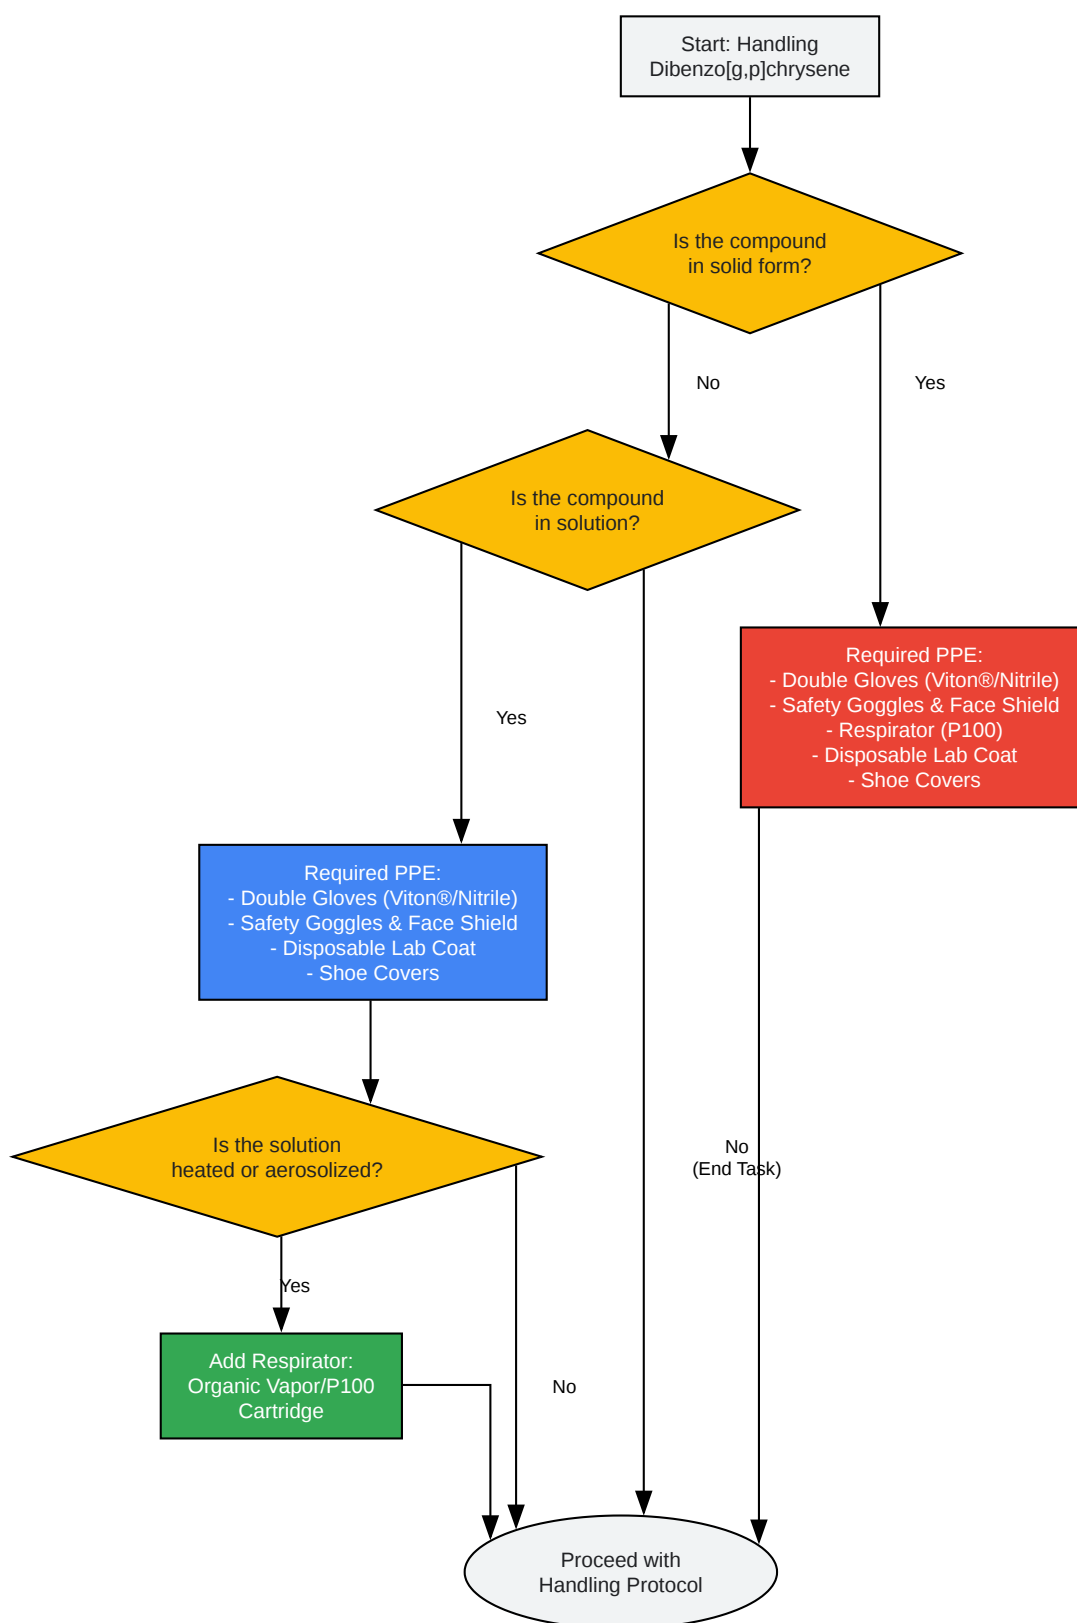 Start: Handling
Dibenzo[g,p]chrysene
Is the compound
in solid form?
No
Yes
Is the compound
in solution?
Required PPE:
- Double Gloves (Viton®/Nitrile)
- Safety Goggles & Face Shield
- Respirator (P100)
- Disposable Lab Coat
- Shoe Covers
Yes
Required PPE:
- Double Gloves (Viton®/Nitrile)
- Safety Goggles & Face Shield
- Disposable Lab Coat
- Shoe Covers
Is the solution
heated or aerosolized?
No
(End Task)
Yes
Add Respirator:
Organic Vapor/P100
Cartridge
No
Proceed with
Handling Protocol